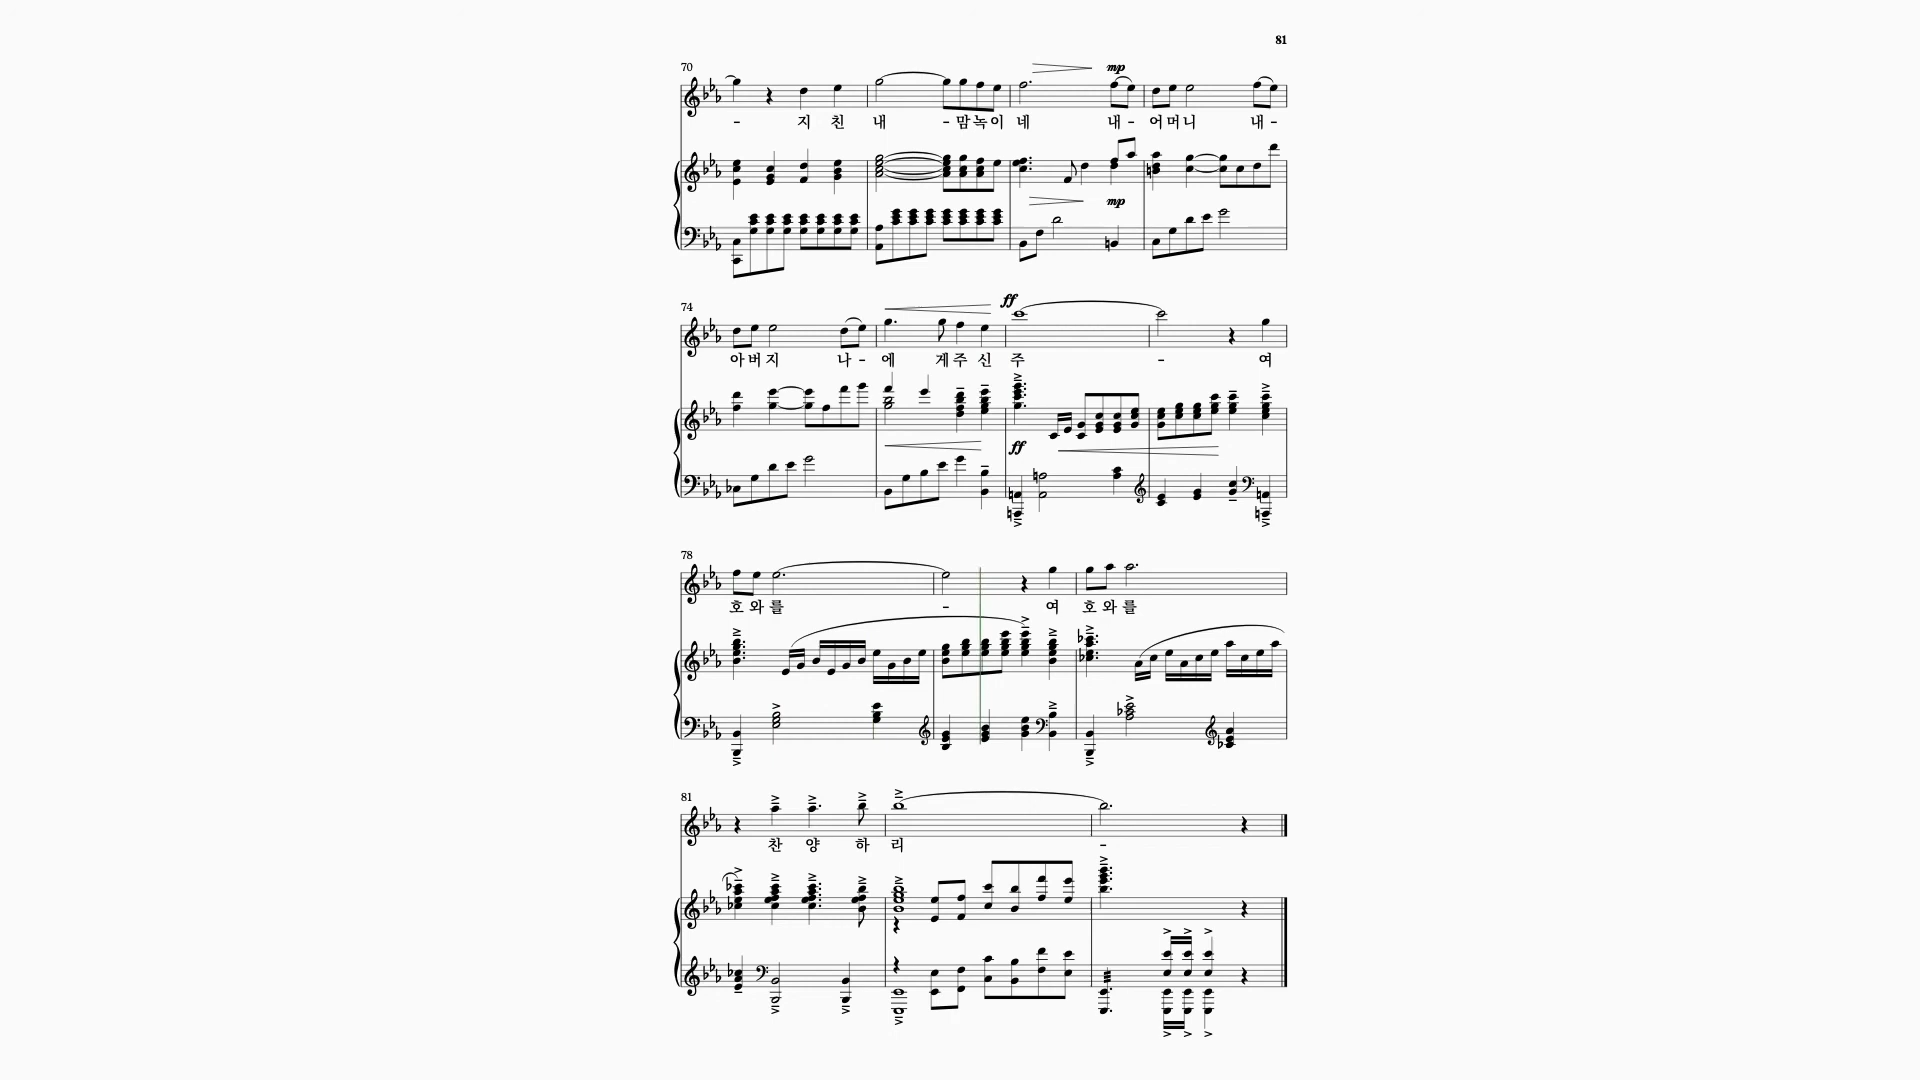 81
70
mp
- 지 친 내 - 맘 녹 이 네 내 - 어 머 니 내 -
mp
74
ff
아 버 지 나 - 에 게 주 신 주 - 여
ff
78
호 와 를 - 여 호 와 를
81
찬 양 하 리 -